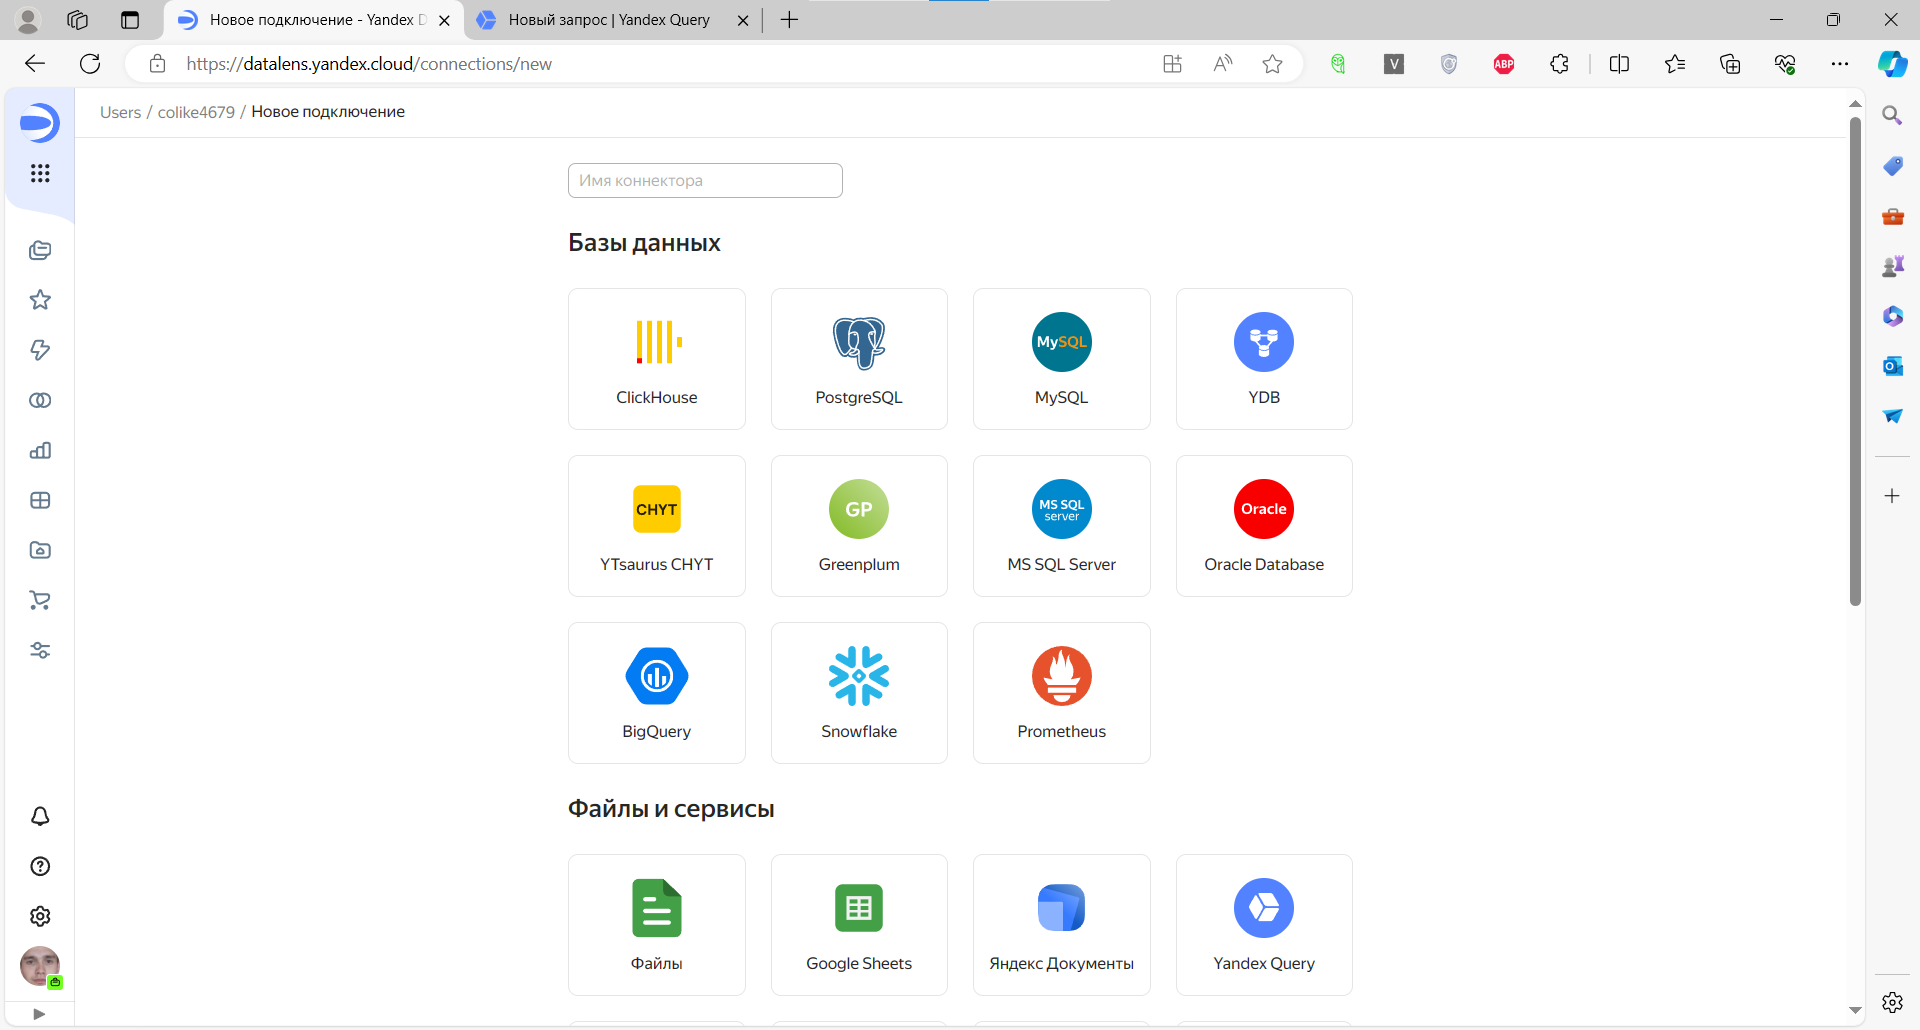 Новое подключение - Yandex D
Новый запрос | Yandex Query
https://datalens.yandex.cloud/connections/new
V
ABP
Users / colike4679 / Новое подключение
Имя коннектора
Базы данных
ClickHouse
PostgreSQL
MySQL
MySQL
YDB
CHYT
YTsaurus CHYT
GP
Greenplum
MS SQL
server
MS SQL Server
Oracle
Oracle Database
BigQuery
Snowflake
Prometheus
Файлы и сервисы
Файлы
Google Sheets
Яндекс Документы
Yandex Query